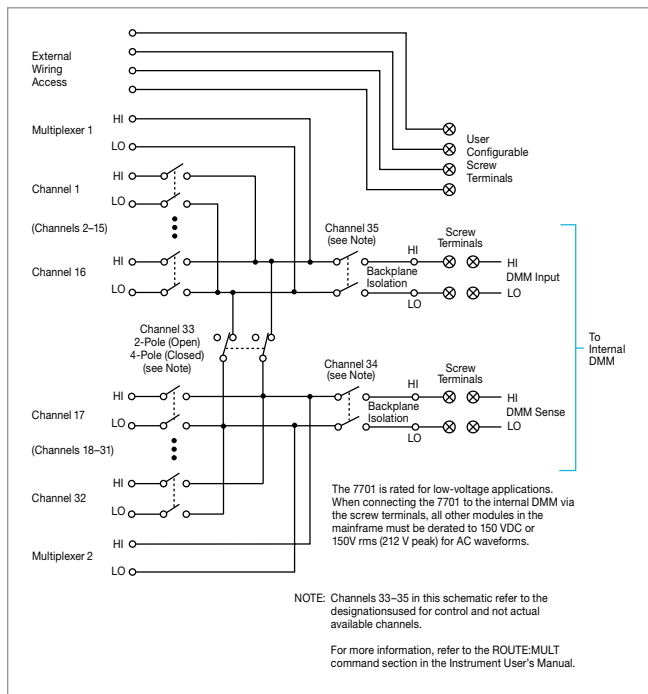 External
Wiring
Access
Multiplexer 1
HI
LO
User
Configurable
Screw
Terminals
Channel 1
HI
LO
(Channels 2–15)
Channel 16
HI
LO
Channel 35
(see Note)
Backplane
Isolation
HI
LO
Screw
Terminals
HI
DMM Input
LO
To
Internal
DMM
Channel 33
2-Pole (Open)
4-Pole (Closed)
(see Note)
Channel 34
(see Note)
Backplane
Isolation
HI
LO
Screw
Terminals
HI
DMM Sense
LO
Channel 17
HI
LO
(Channels 18–31)
Channel 32
HI
LO
Multiplexer 2
HI
LO
The 7701 is rated for low-voltage applications.
When connecting the 7701 to the internal DMM via
the screw terminals, all other modules in the
mainframe must be derated to 150 VDC or
150V rms (212 V peak) for AC waveforms.
NOTE: Channels 33–35 in this schematic refer to the
designationsused for control and not actual
available channels.
For more information, refer to the ROUTE:MULT
command section in the Instrument User's Manual.